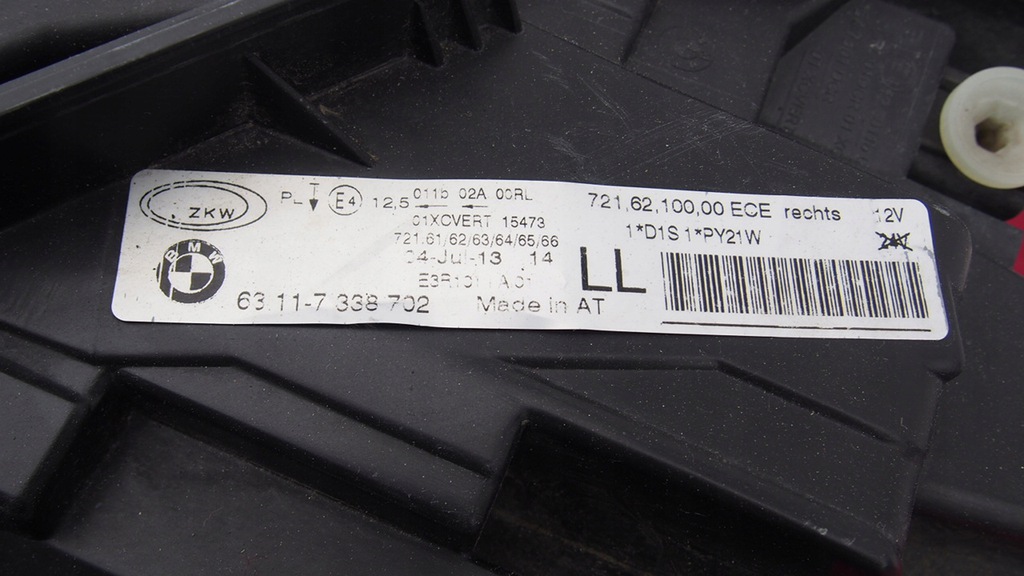 ZKW
PL E4 12,5 011b 02A 00RL
01XCVERT 15473
721.61/62/63/64/65/66
04-Jul-13 14
BMW
63.11-7 338 702 Made in AT
LL
721,62,100,00 ECE rechts 12V
1*D1S 1*PY21W 24V